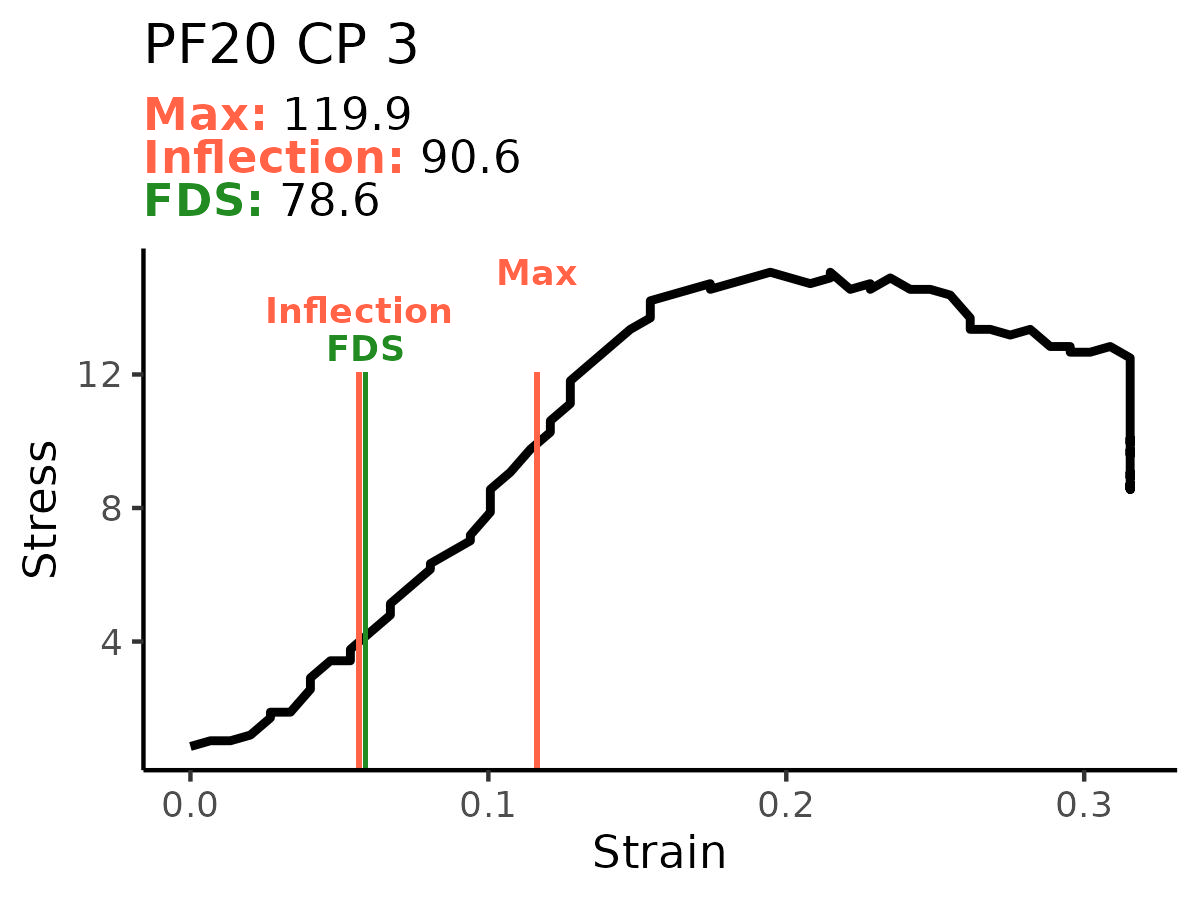 PF20 CP 3
Max: 119.9
Inflection: 90.6
FDS: 78.6
Max
Inflection
FDS
12
8
4
Stress
0.0 0.1 0.2 0.3
Strain